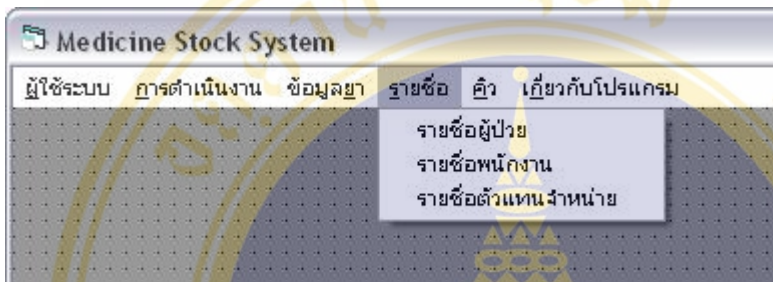 Medicine Stock System
ผู้ใช้ระบบ การดำเนินงาน ข้อมูลยา รายชื่อ คิว เกี่ยวกับโปรแกรม
รายชื่อผู้ป่วย
รายชื่อพนักงาน
รายชื่อตัวแทนจำหน่าย